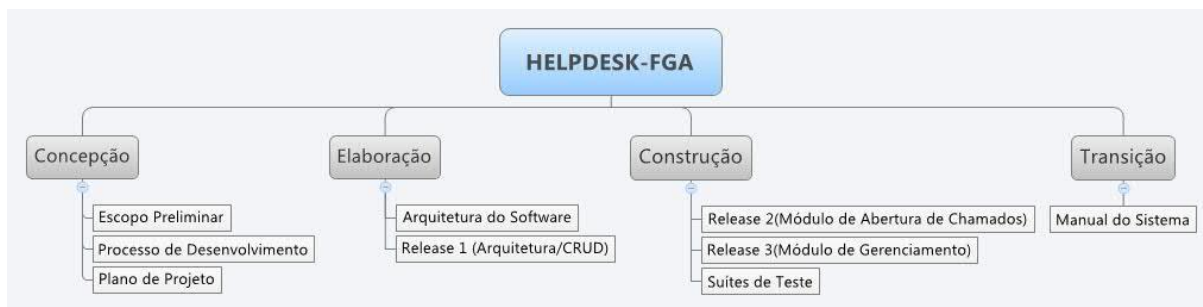 HELPDESK-FGA
Concepção
Escopo Preliminar
Processo de Desenvolvimento
Plano de Projeto
Elaboração
Arquitetura do Software
Release 1 (Arquitetura/CRUD)
Construção
Release 2(Módulo de Abertura de Chamados)
Release 3(Módulo de Gerenciamento)
Suítes de Teste
Transição
Manual do Sistema